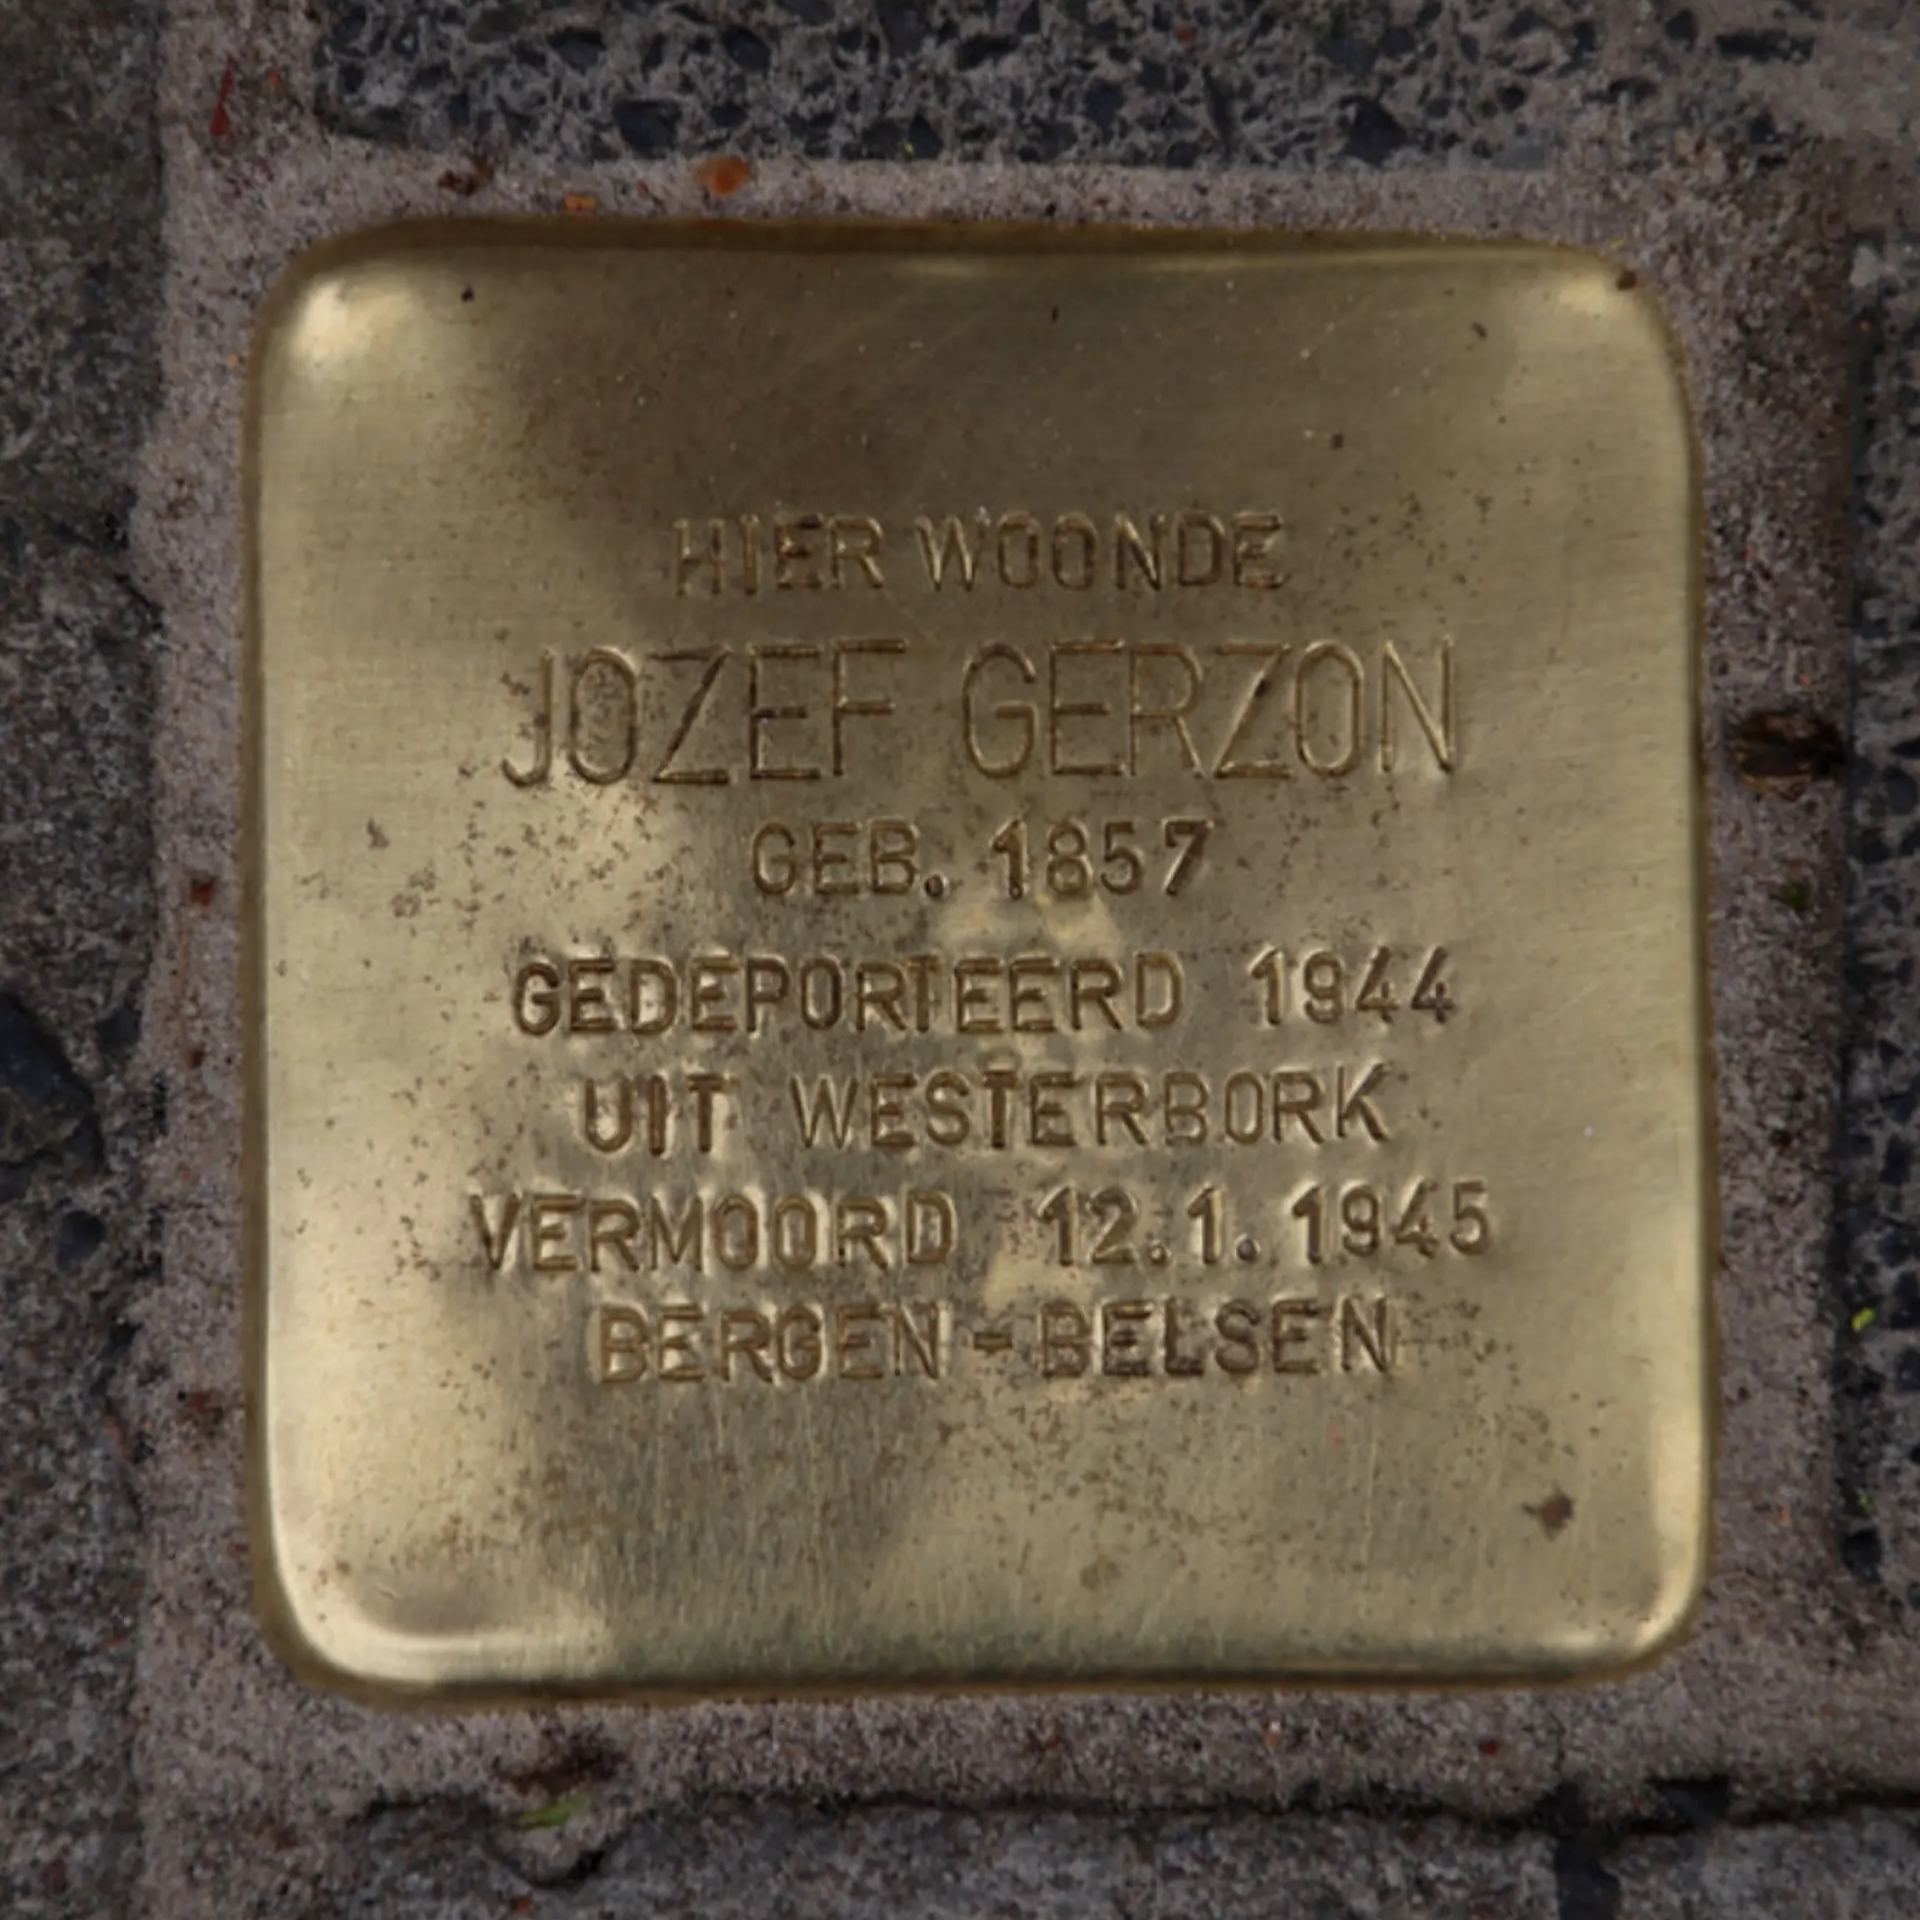 HIER WOONDE
JOZEF GERZON
GEB. 1857
GEDEPORTEERD 1944
UIT WESTERBORK
VERMOORD 12.1.1945
BERGEN-BELSEN